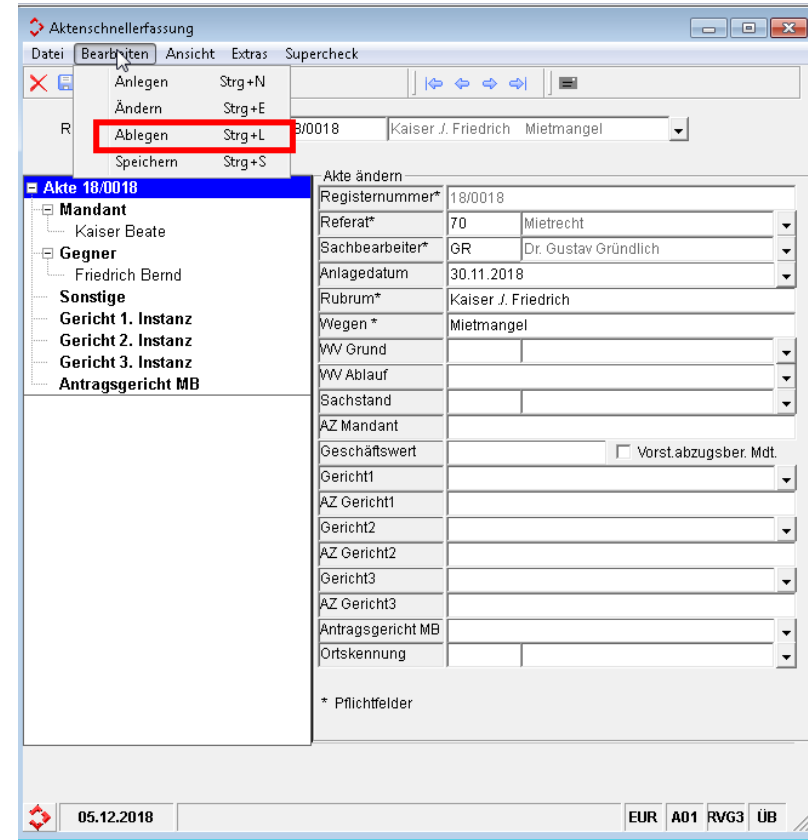 Aktenschnellerfassung
Datei Bearbeiten Ansicht Extras Supercheck
Anlegen Strg+N
Ändern Strg+E
Ablegen Strg+L
Speichern Strg+S
R 8/0018 Kaiser ./. Friedrich Mietmangel
Akte 18/0018
Mandant
Kaiser Beate
Gegner
Friedrich Bernd
Sonstige
Gericht 1. Instanz
Gericht 2. Instanz
Gericht 3. Instanz
Antragsgericht MB
Akte ändern
Registernummer* 18/0018
Referat* 70 Mietrecht
Sachbearbeiter* GR Dr. Gustav Gründlich
Anlagedatum 30.11.2018
Rubrum* Kaiser ./. Friedrich
Wegen * Mietmangel
WV Grund
WV Ablauf
Sachstand
AZ Mandant
Geschäftswert Vorst.abzugsber. Mdt.
Gericht1
AZ Gericht1
Gericht2
AZ Gericht2
Gericht3
AZ Gericht3
Antragsgericht MB
Ortskennung
* Pflichtfelder
05.12.2018 EUR A01 RVG3 ÜB